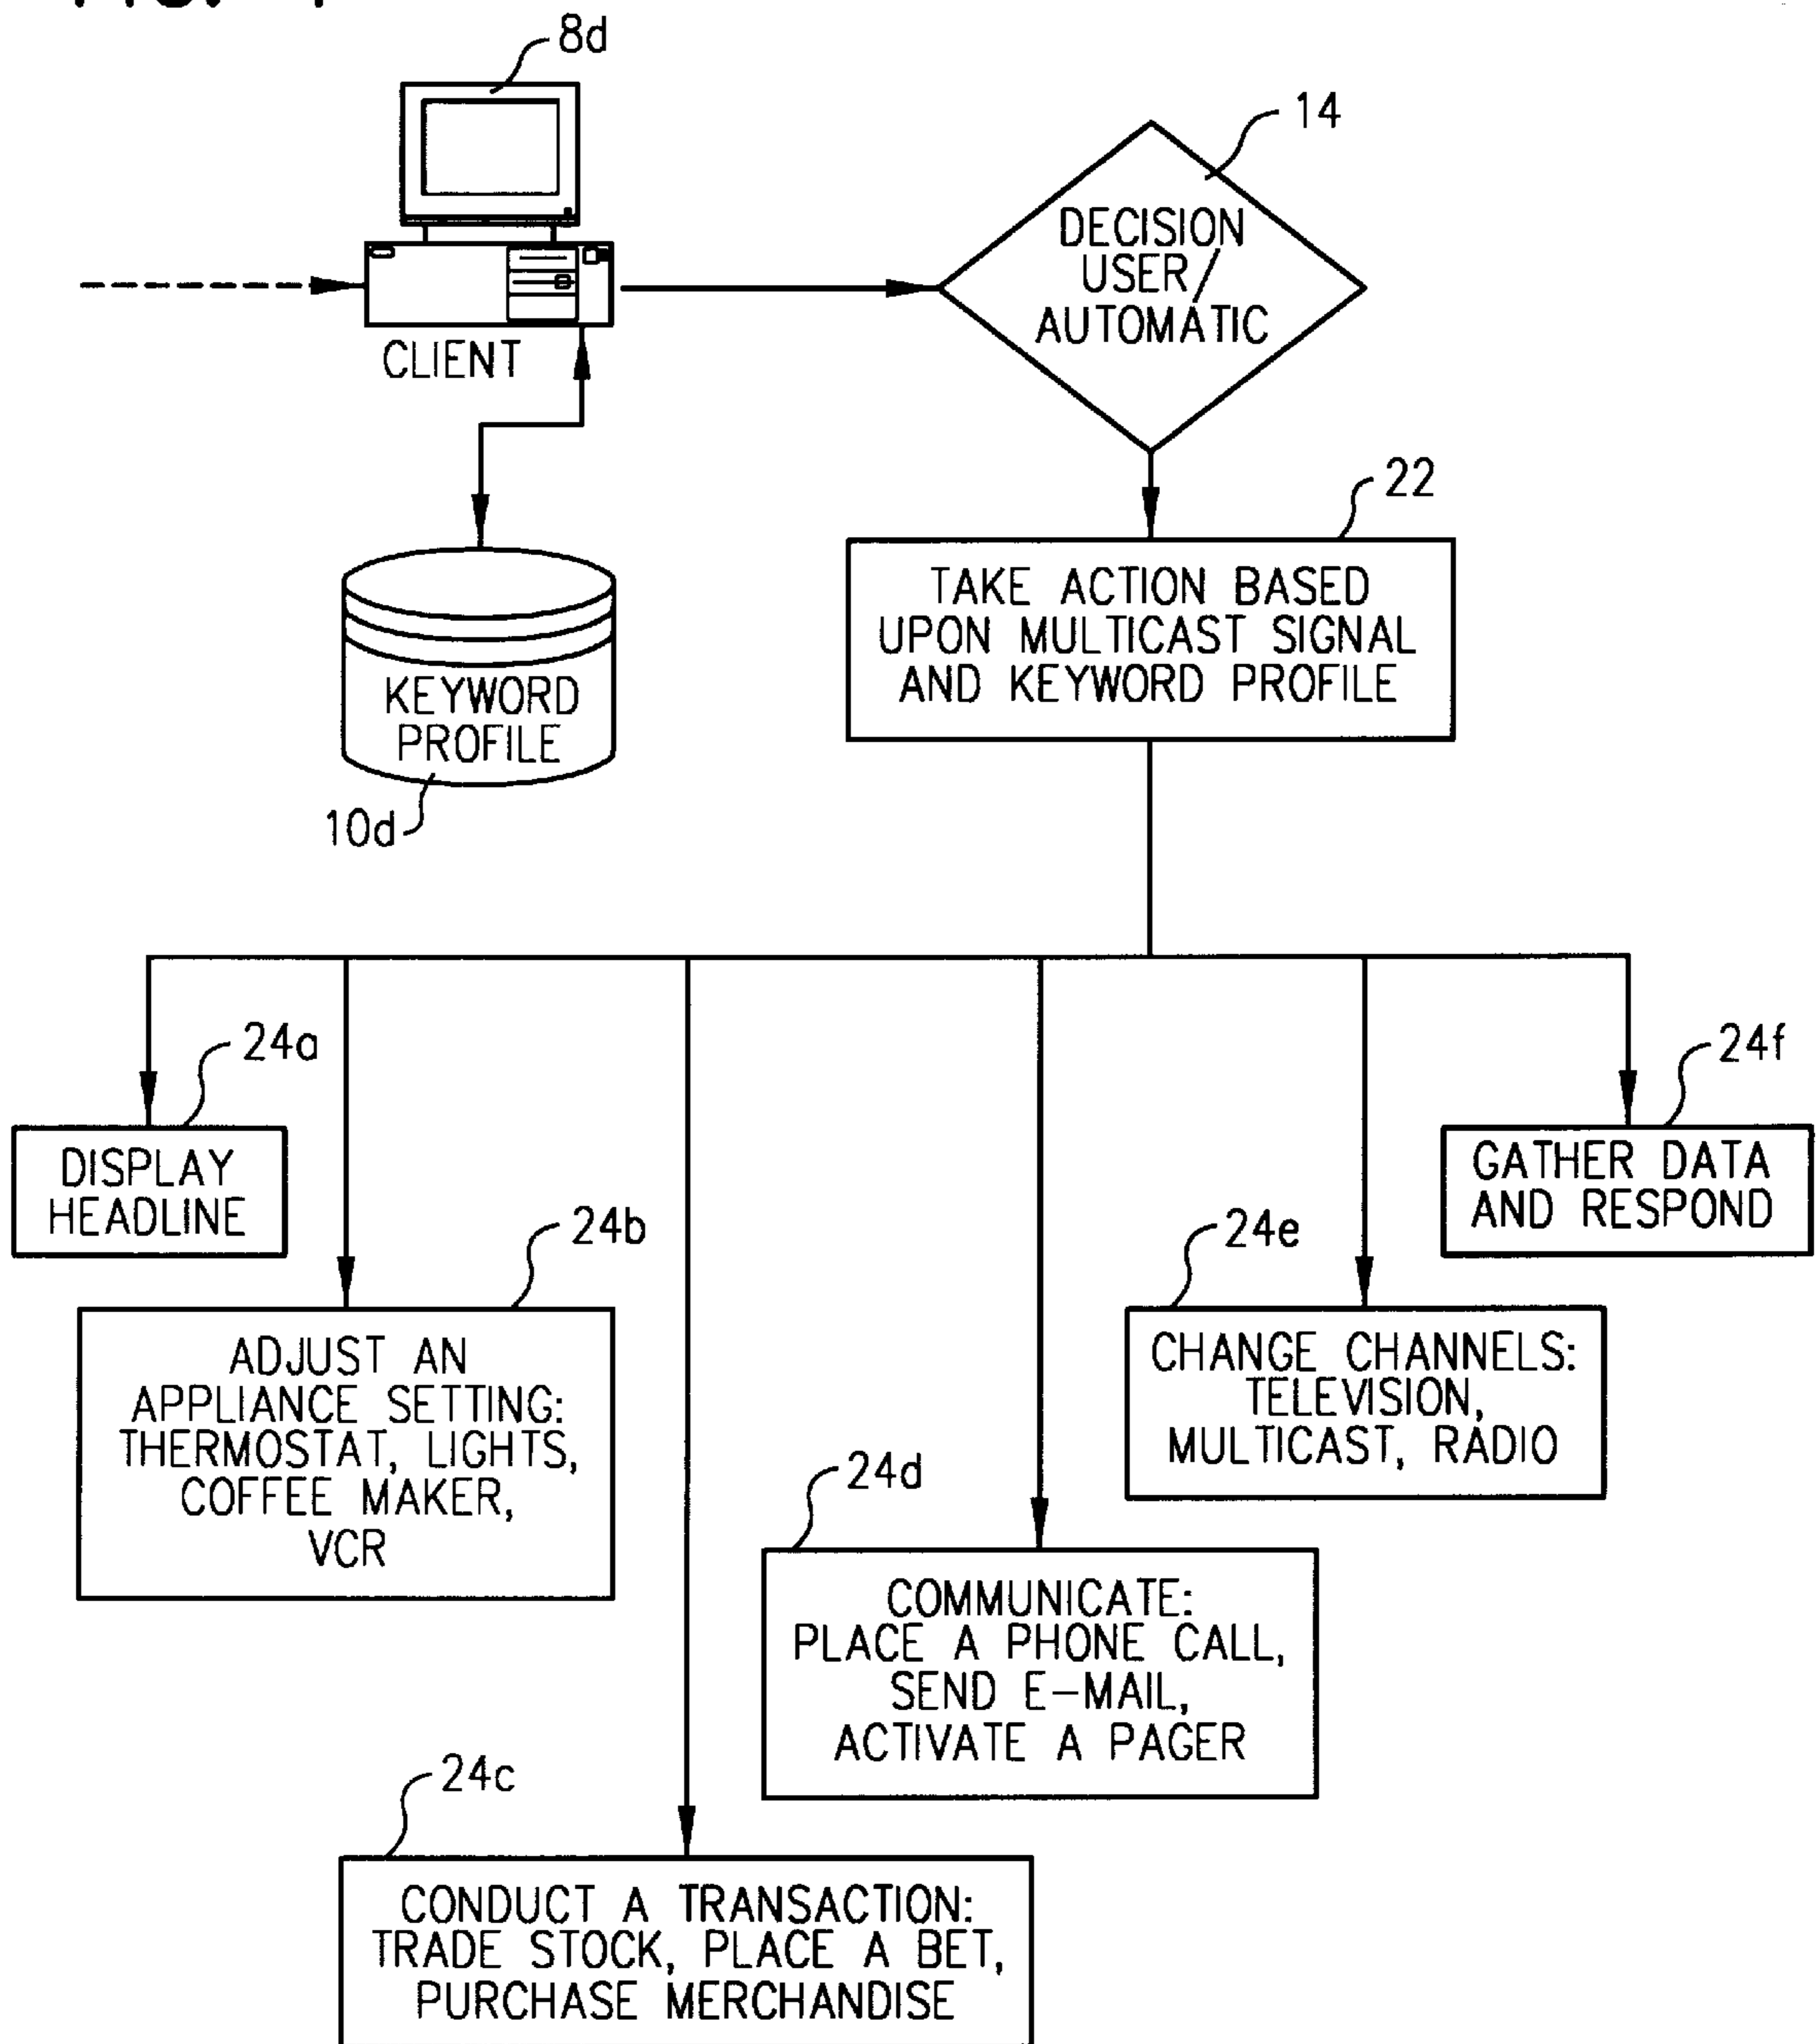 8d
14
DECISION
USER/
AUTOMATIC
CLIENT
22
TAKE ACTION BASED
UPON MULTICAST SIGNAL
AND KEYWORD PROFILE
KEYWORD
PROFILE
10d
24a
24f
DISPLAY
HEADLINE
GATHER DATA
AND RESPOND
24b
24e
ADJUST AN
APPLIANCE SETTING:
THERMOSTAT, LIGHTS,
COFFEE MAKER,
VCR
CHANGE CHANNELS:
TELEVISION,
MULTICAST, RADIO
24d
COMMUNICATE:
PLACE A PHONE CALL,
SEND E-MAIL,
ACTIVATE A PAGER
24c
CONDUCT A TRANSACTION:
TRADE STOCK, PLACE A BET,
PURCHASE MERCHANDISE